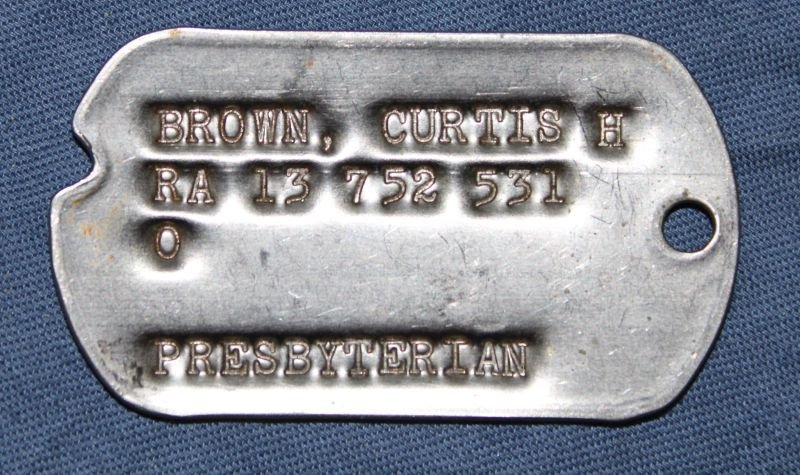 BROWN, CURTIS H
RA 13 752 531
O
PRESBYTERIAN